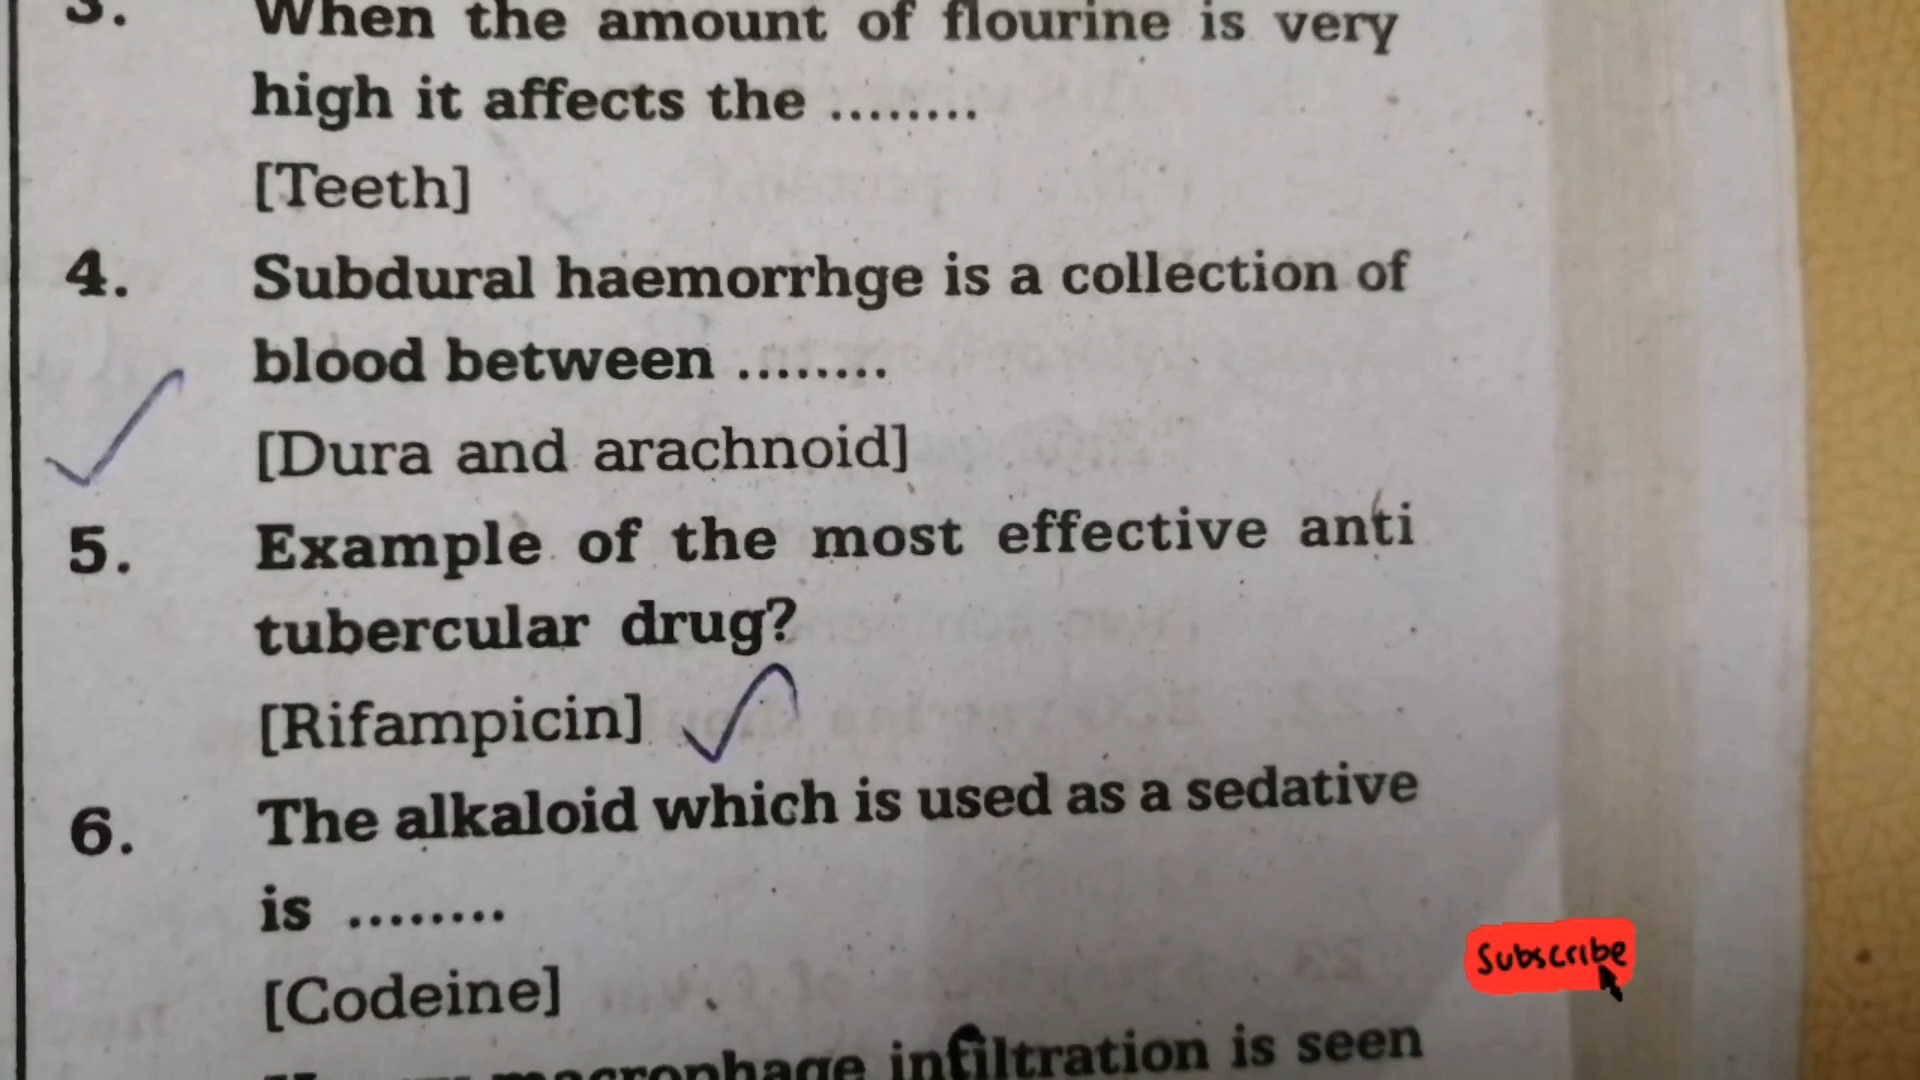 3. When the amount of flourine is very
high it affects the ........
[Teeth]
4. Subdural haemorrhge is a collection of
blood between ........
[Dura and arachnoid]
5. Example of the most effective anti
tubercular drug?
[Rifampicin]
6. The alkaloid which is used as a sedative
is ........
[Codeine]
macrophage infiltration is seen
Subscribe